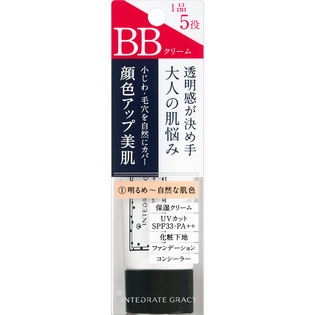 1品
5役
BB
クリーム
透明感が決め手
大人の肌悩み
小じわ・毛穴を自然にカバー
顔色アップ美肌
①明るめ～自然な肌色
保湿クリーム
UVカット
SPF33・PA++
化粧下地
ファンデーション
コンシーラー
INTEGRATE GRACY